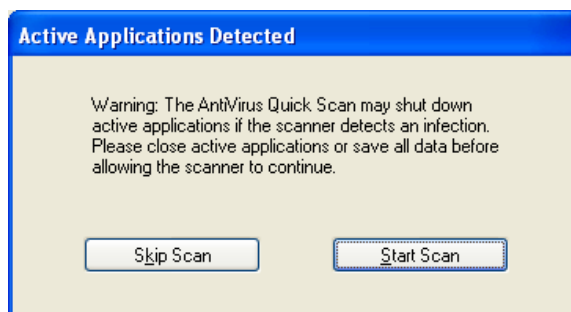 Active Applications Detected
Warning: The AntiVirus Quick Scan may shut down
active applications if the scanner detects an infection.
Please close active applications or save all data before
allowing the scanner to continue.
Skip Scan
Start Scan